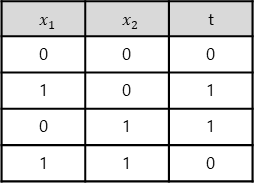 x₁ x₂ t
0 0 0
1 0 1
0 1 1
1 1 0